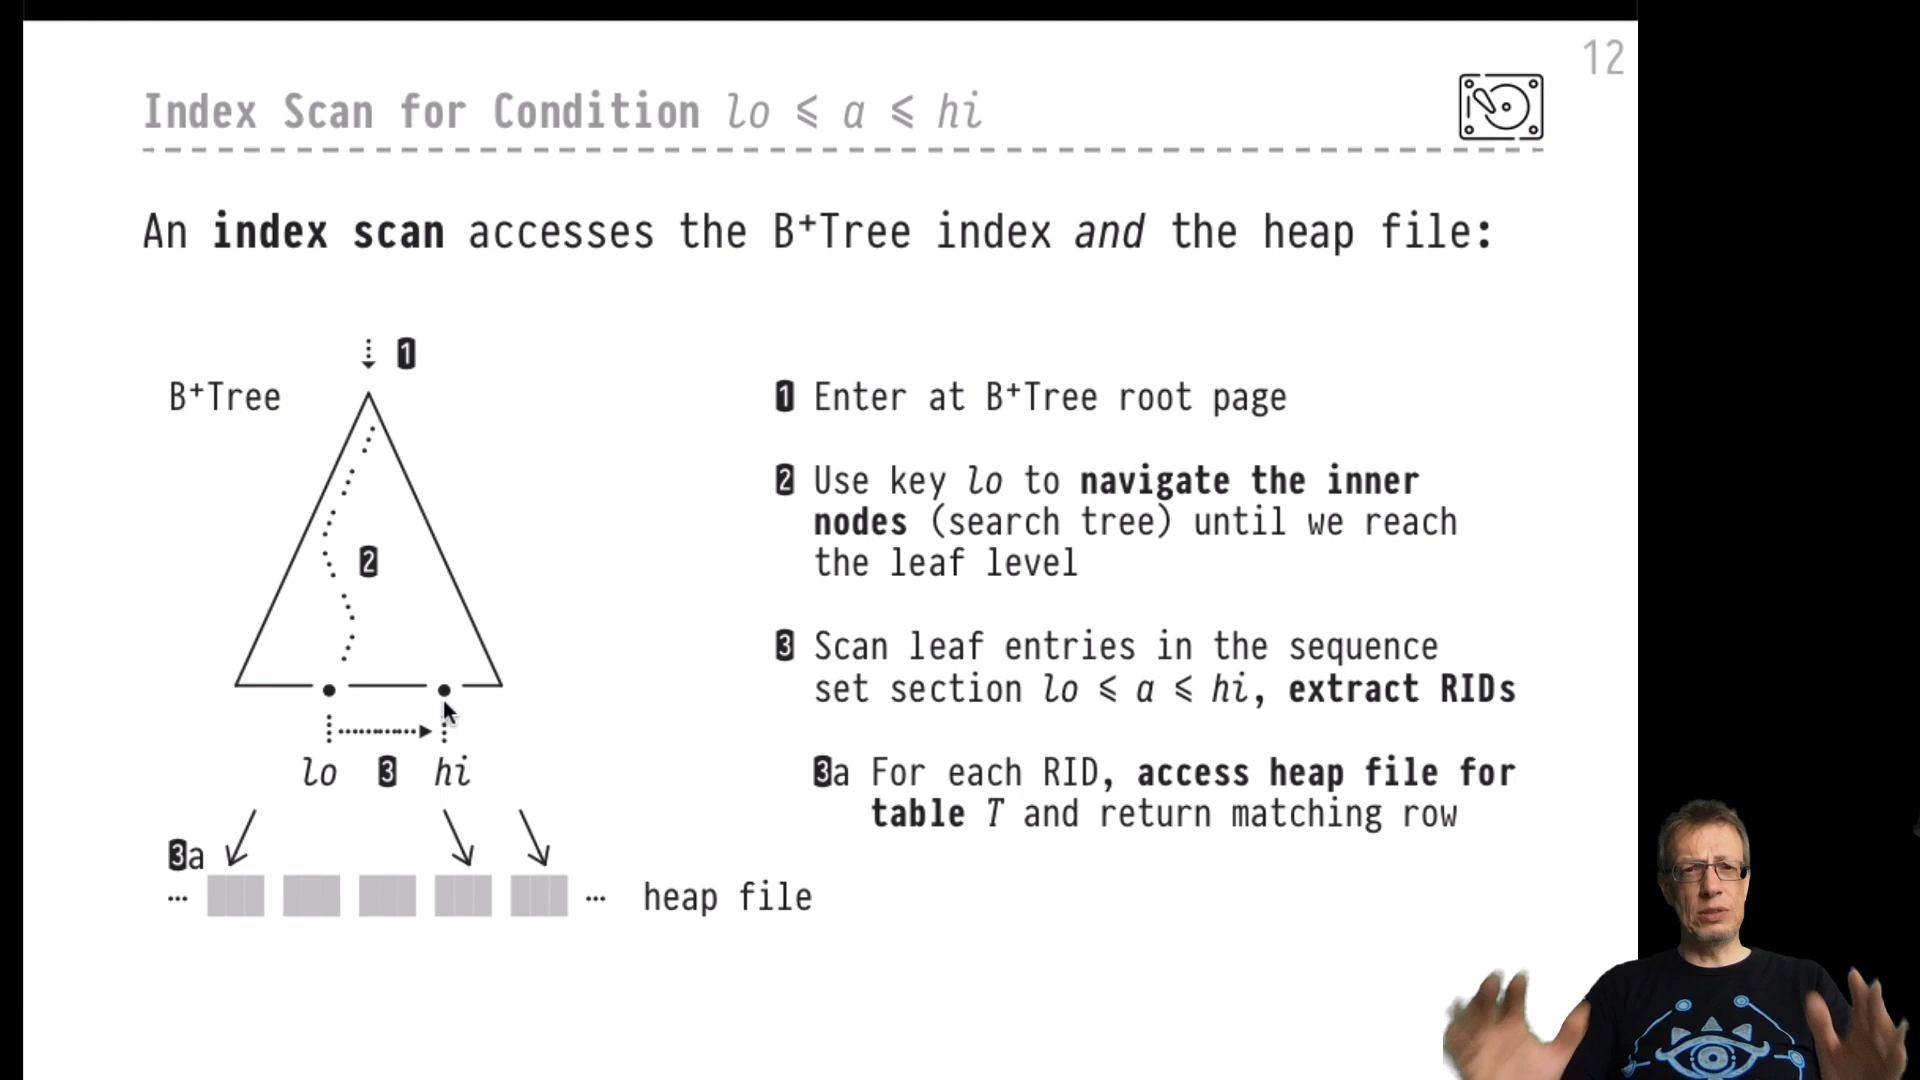 12
Index Scan for Condition lo ⩽ a ⩽ hi
An index scan accesses the B⁺Tree index and the heap file:
1
B⁺Tree
2
lo 3 hi
3a
... ... heap file
1 Enter at B⁺Tree root page
2 Use key lo to navigate the inner
nodes (search tree) until we reach
the leaf level
3 Scan leaf entries in the sequence
set section lo ⩽ a ⩽ hi, extract RIDs
3a For each RID, access heap file for
table T and return matching row